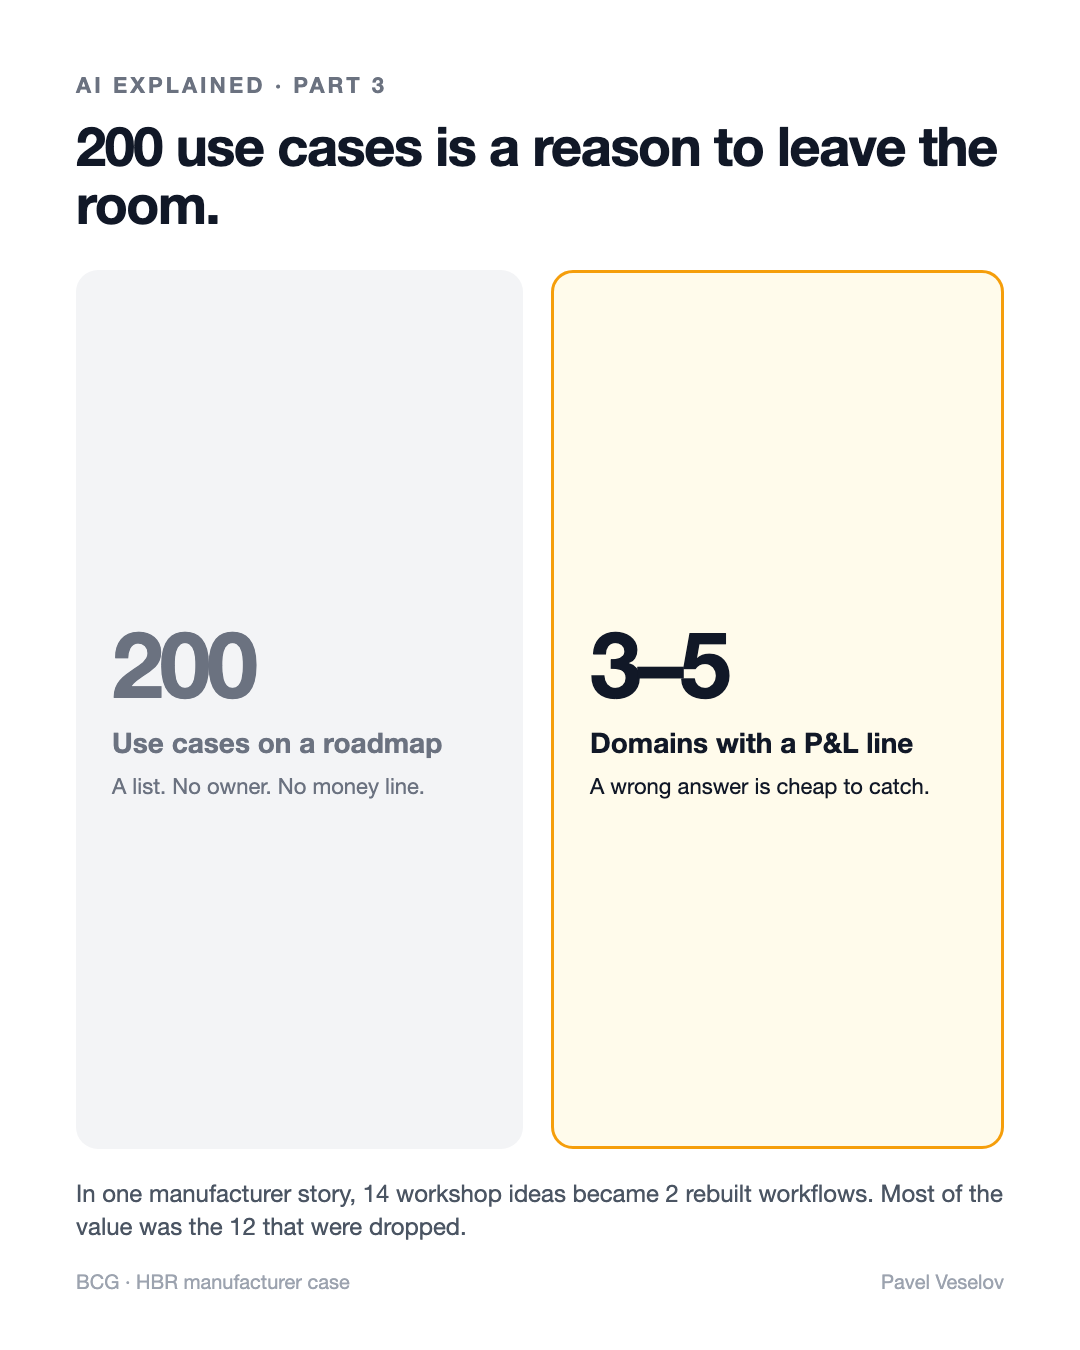 AI EXPLAINED · PART 3
200 use cases is a reason to leave the
room.
200
Use cases on a roadmap
A list. No owner. No money line.
3–5
Domains with a P&L line
A wrong answer is cheap to catch.
In one manufacturer story, 14 workshop ideas became 2 rebuilt workflows. Most of the
value was the 12 that were dropped.
BCG · HBR manufacturer case
Pavel Veselov